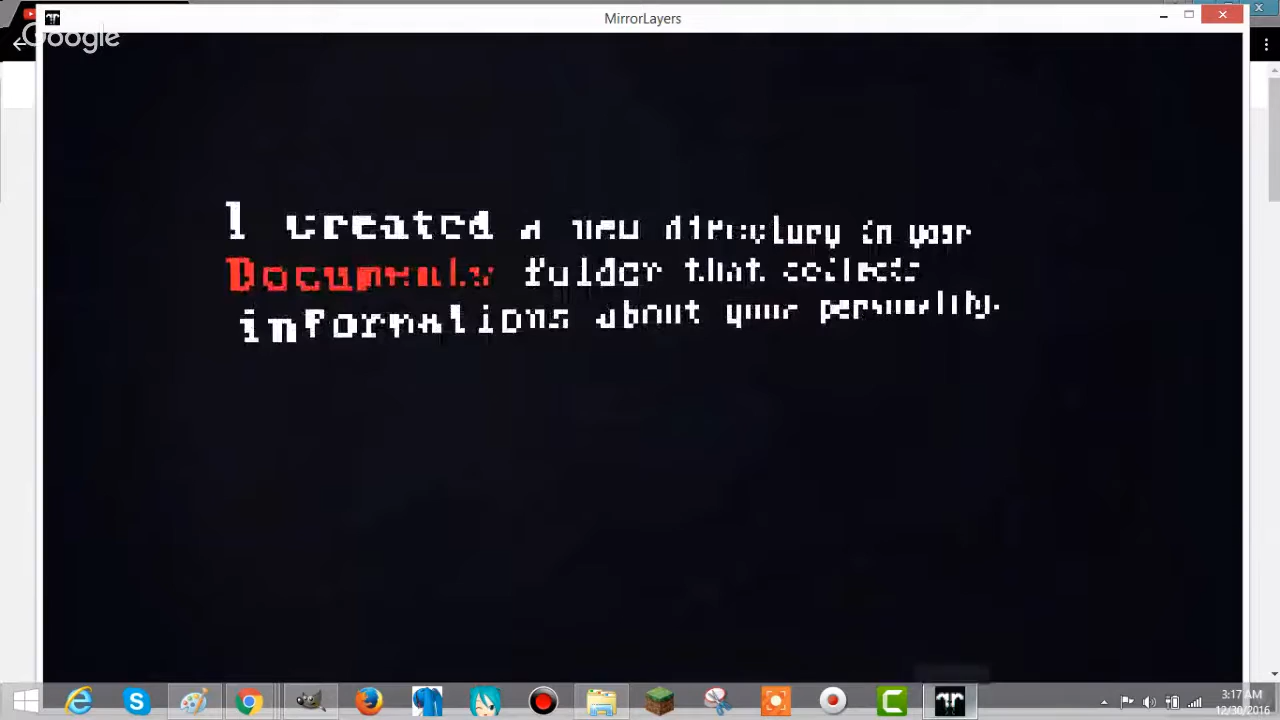 MirrorLayers
Google
I created a new directory in your
Documents folder that collects
informations about your personality.
3:17 AM
12/30/2016